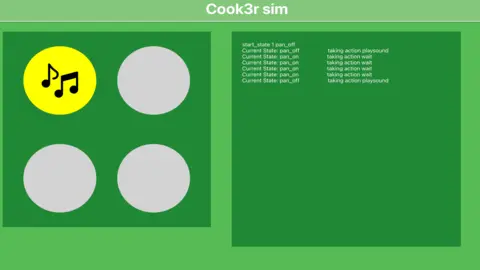 Cook3r sim
start_state 1 pan_off
Current State: pan_off taking action playsound
Current State: pan_on taking action wait
Current State: pan_on taking action wait
Current State: pan_on taking action wait
Current State: pan_on taking action wait
Current State: pan_off taking action playsound